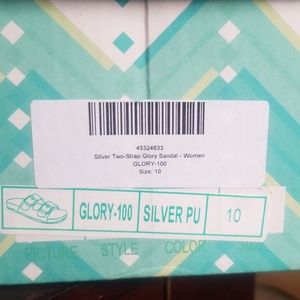 45324633
Silver Two-Strap Glory Sandal - Women
GLORY-100
Size: 10
GLORY-100 SILVER PU 10
PICTURE STYLE COLOR SIZE